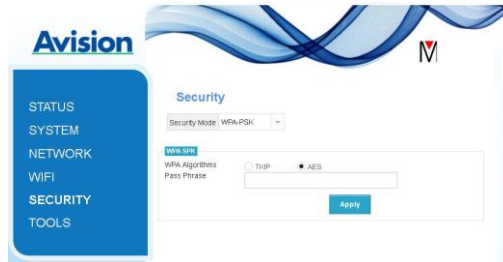 Avision
STATUS
SYSTEM
NETWORK
WIFI
SECURITY
TOOLS
Security
Security Mode WPA-PSK
WPA-SPK
WPA Algorithms TKIP AES
Pass Phrase
Apply